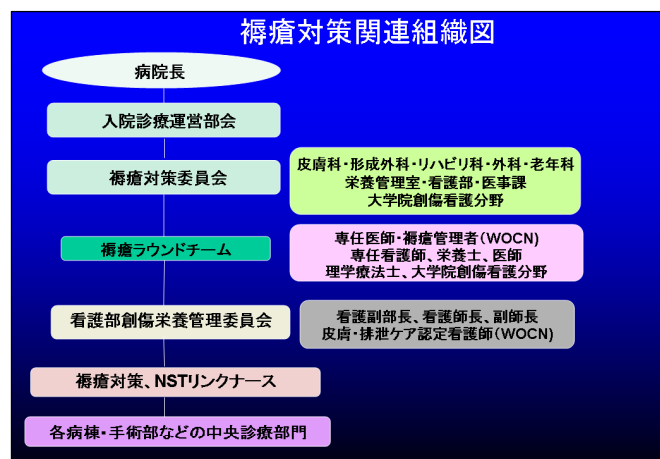 褥瘡対策関連組織図
病院長
入院診療運営部会
褥瘡対策委員会
皮膚科・形成外科・リハビリ科・外科・老年科
栄養管理室・看護部・医事課
大学院創傷看護分野
褥瘡ラウンドチーム
専任医師・褥瘡管理者(WOCN)
専任看護師、栄養士、医師
理学療法士、大学院創傷看護分野
看護部創傷栄養管理委員会
看護副部長、看護師長、副師長
皮膚・排泄ケア認定看護師(WOCN)
褥瘡対策、NSTリンクナース
各病棟・手術部などの中央診療部門